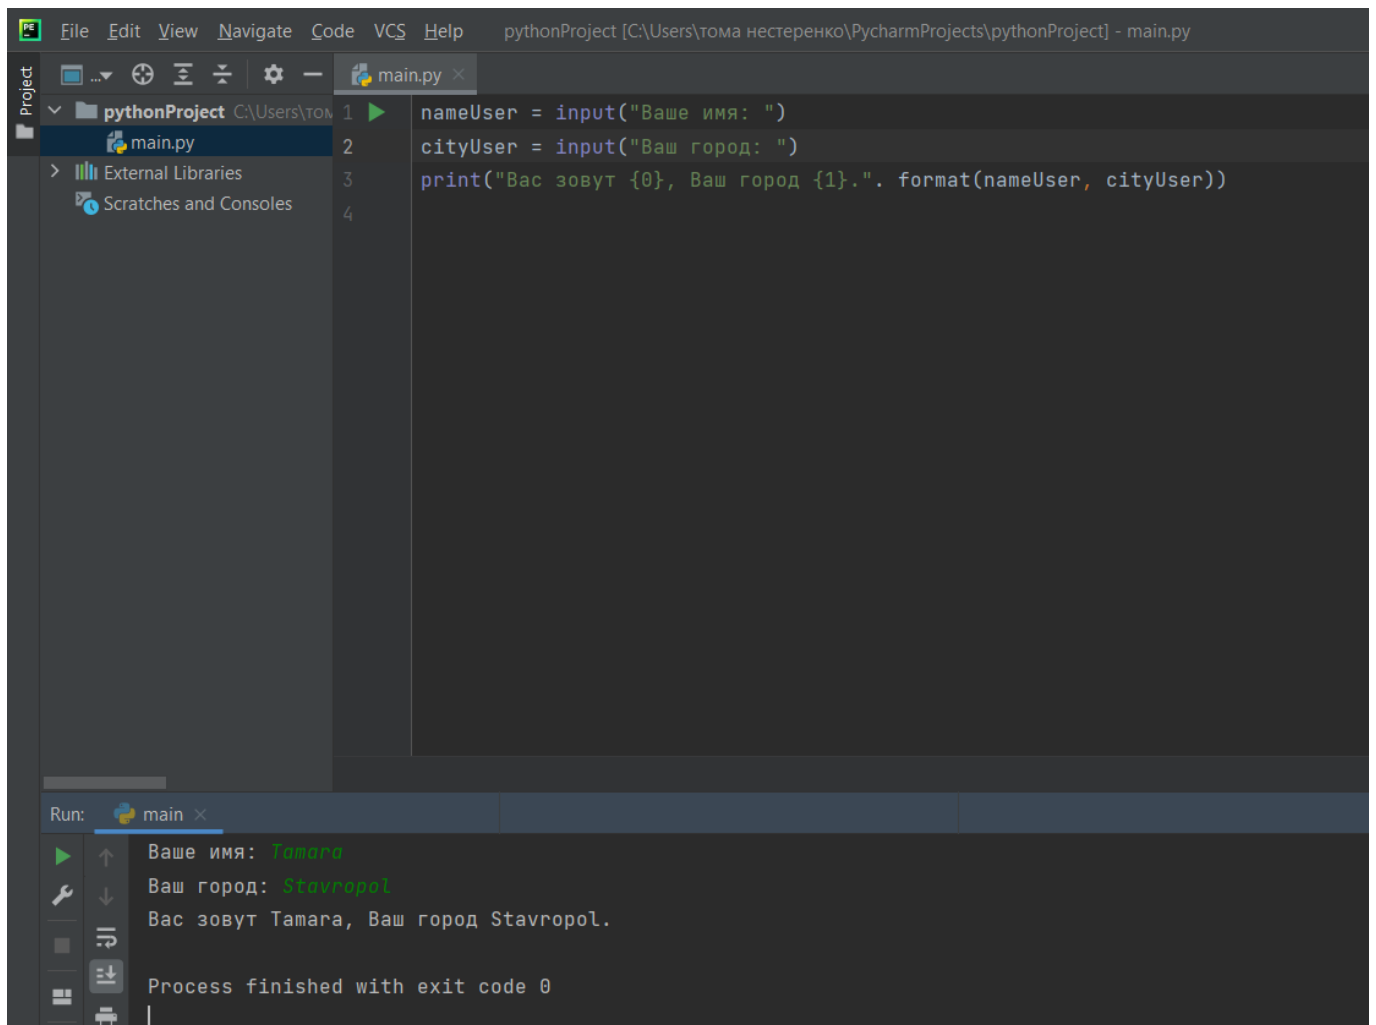 PE File Edit View Navigate Code VCS Help pythonProject [C:\Users\тома нестеренко\PycharmProjects\pythonProject] - main.py
Project
... main.py
pythonProject C:\Users\том
main.py
External Libraries
Scratches and Consoles
1 nameUser = input("Ваше имя: ")
2 cityUser = input("Ваш город: ")
3 print("Вас зовут {0}, Ваш город {1}.". format(nameUser, cityUser))
4
Run: main
Ваше имя: Tamara
Ваш город: Stavropol
Вас зовут Tamara, Ваш город Stavropol.
Process finished with exit code 0